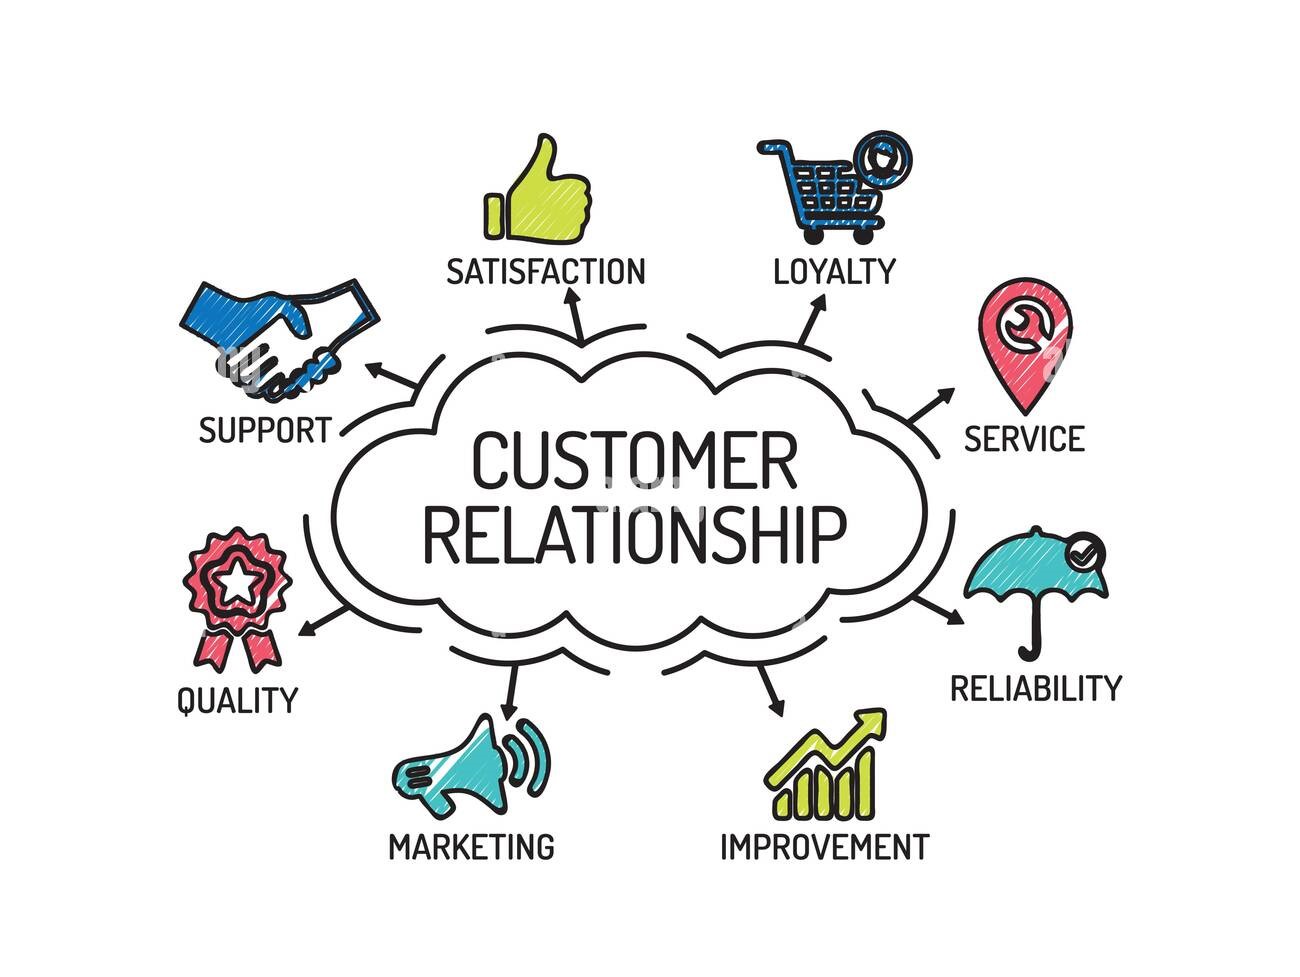 SATISFACTION
LOYALTY
SUPPORT
SERVICE
CUSTOMER
RELATIONSHIP
QUALITY
RELIABILITY
MARKETING
IMPROVEMENT